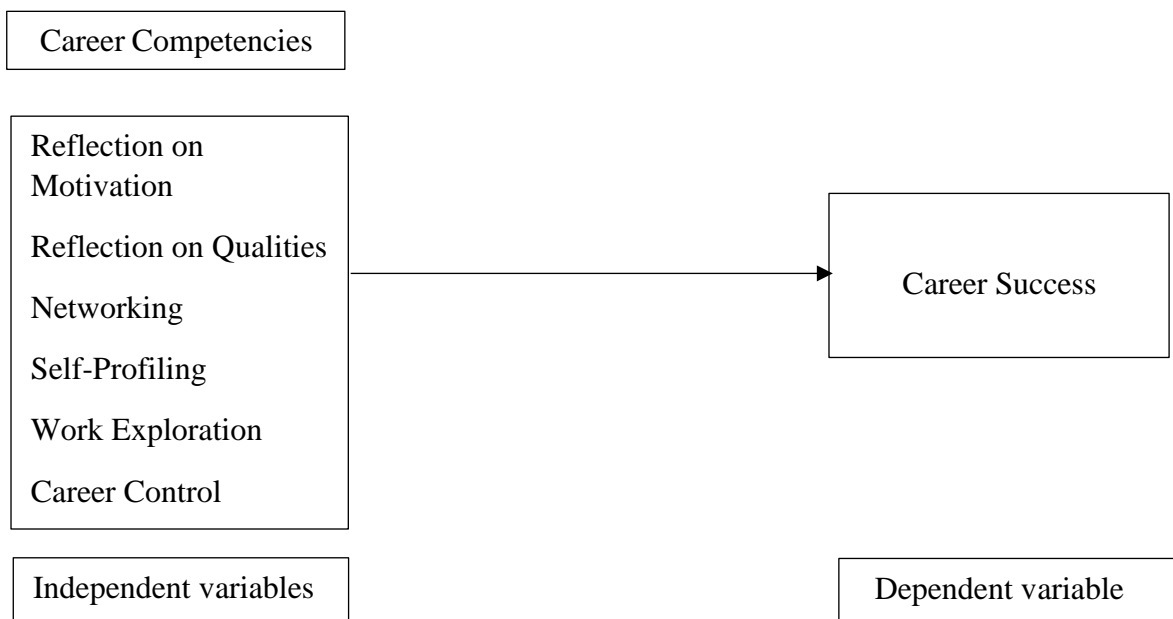 Career Competencies
Reflection on
Motivation
Reflection on Qualities
Networking
Self-Profiling
Work Exploration
Career Control
Career Success
Independent variables
Dependent variable